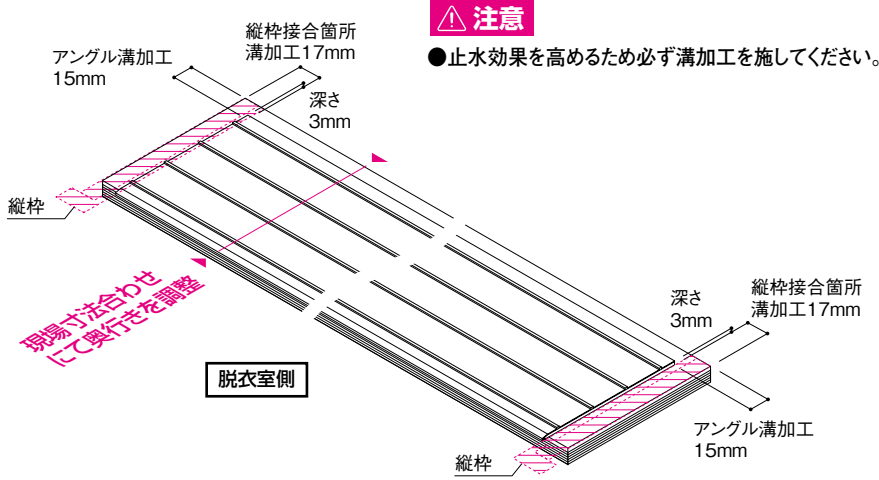 注意
●止水効果を高めるため必ず溝加工を施してください。
アングル溝加工
15mm
縦枠接合箇所
溝加工17mm
深さ
3mm
縦枠
現場寸法合わせ
にて奥行きを調整
脱衣室側
深さ
3mm
縦枠接合箇所
溝加工17mm
アングル溝加工
15mm
縦枠